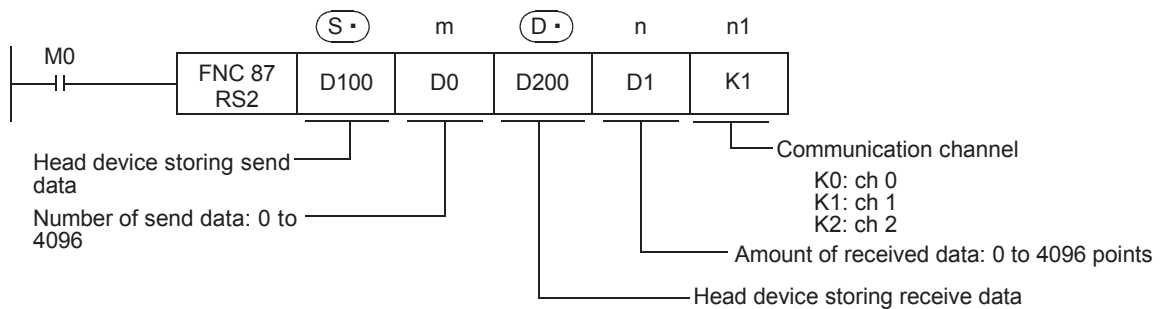 S・ m D・ n n1
M0
FNC 87
RS2
D100 D0 D200 D1 K1
Head device storing send
data
Communication channel
K0: ch 0
K1: ch 1
K2: ch 2
Number of send data: 0 to
4096
Amount of received data: 0 to 4096 points
Head device storing receive data